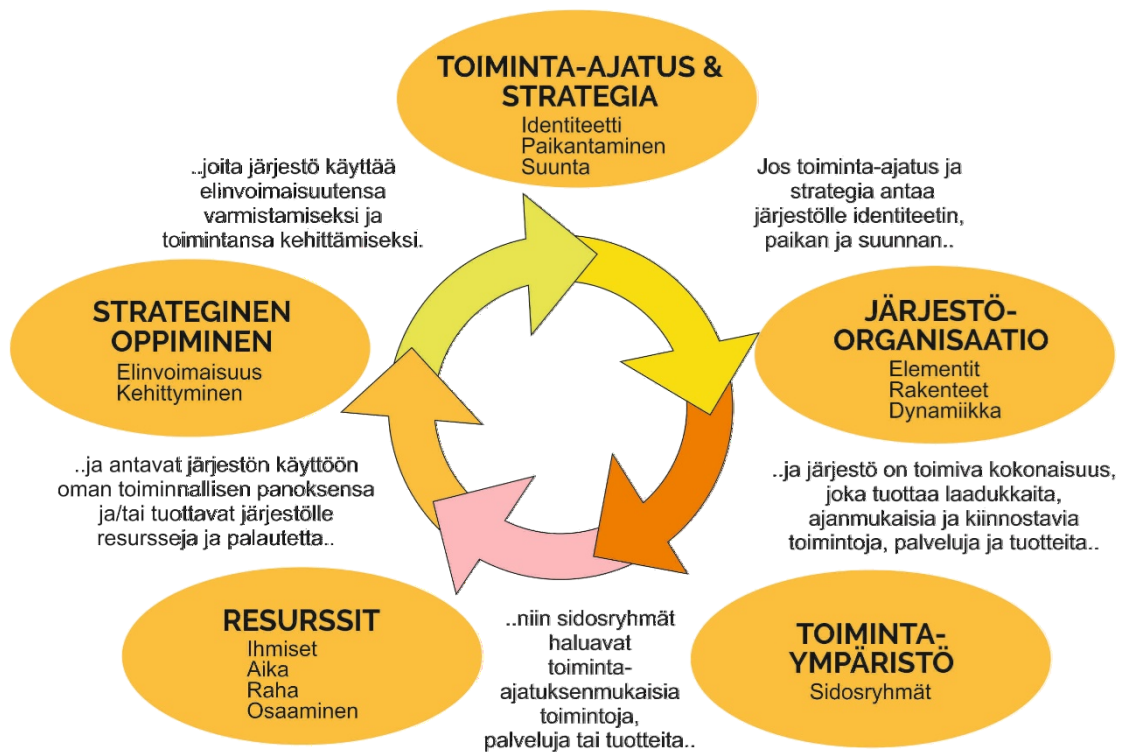 TOIMINTA-AJATUS &
STRATEGIA
Identiteetti
Paikantaminen
Suunta
Jos toiminta-ajatus ja
strategia antaa
järjestölle identiteetin,
paikan ja suunnan..
JÄRJESTÖ-
ORGANISAATIO
Elementit
Rakenteet
Dynamiikka
..ja järjestö on toimiva kokonaisuus,
joka tuottaa laadukkaita,
ajanmukaisia ja kiinnostavia
toimintoja, palveluja ja tuotteita..
TOIMINTA-
YMPÄRISTÖ
Sidosryhmät
..niin sidosryhmät
haluavat
toiminta-
ajatuksenmukaisia
toimintoja,
palveluja tai tuotteita..
RESURSSIT
Ihmiset
Aika
Raha
Osaaminen
..ja antavat järjestön käyttöön
oman toiminnallisen panoksensa
ja/tai tuottavat järjestölle
resursseja ja palautetta..
STRATEGINEN
OPPIMINEN
Elinvoimaisuus
Kehittyminen
..joita järjestö käyttää
elinvoimaisuutensa
varmistamiseksi ja
toimintansa kehittämiseksi.